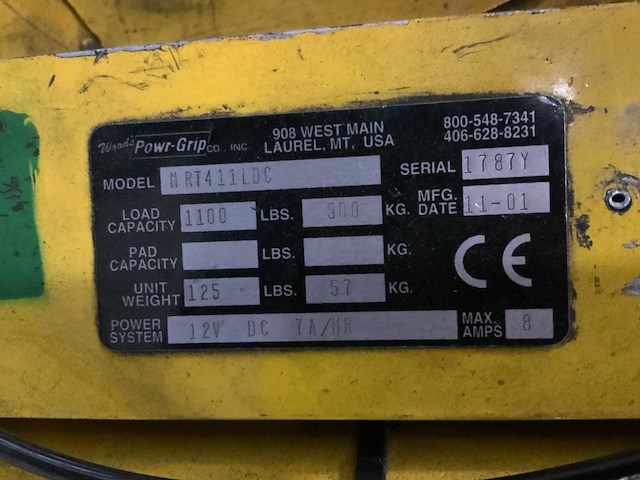 Wood's Powr-Grip CO., INC.
908 WEST MAIN
LAUREL, MT, USA
800-548-7341
406-628-8231
MODEL MRT411LDC
SERIAL 1787Y
LOAD CAPACITY 1100 LBS. 500 KG.
MFG. DATE 11-01
PAD CAPACITY LBS. KG.
UNIT WEIGHT 125 LBS. 57 KG.
CE
POWER SYSTEM 12V DC 7A/HR
MAX. AMPS 8